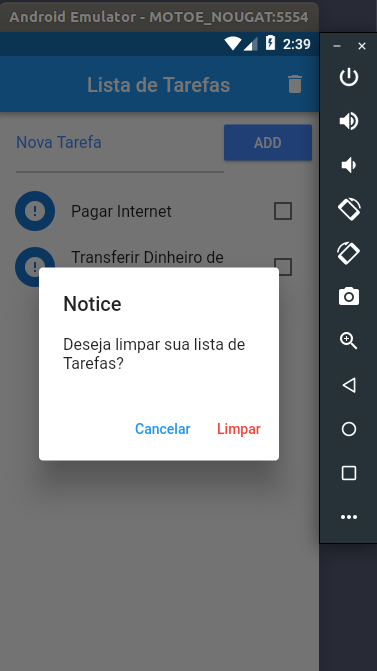 Android Emulator - MOTOE_NOUGAT:5554
2:39
Lista de Tarefas
Nova Tarefa
ADD
Pagar Internet
Transferir Dinheiro de
Notice
Deseja limpar sua lista de
Tarefas?
Cancelar
Limpar